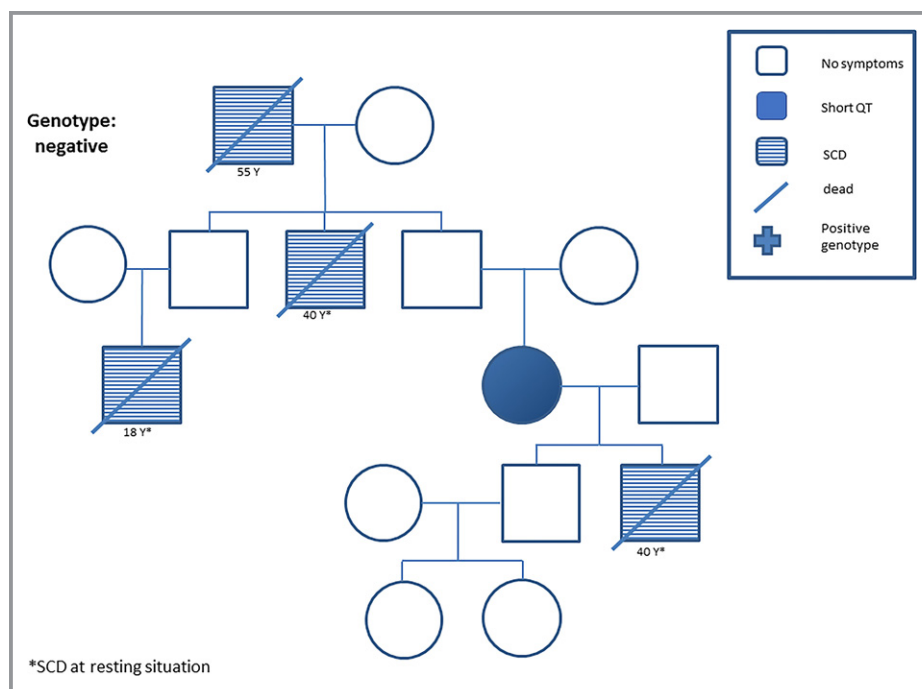 Genotype:
negative
55 Y
40 Y*
18 Y*
40 Y*
*SCD at resting situation
No symptoms
Short QT
SCD
dead
Positive
genotype